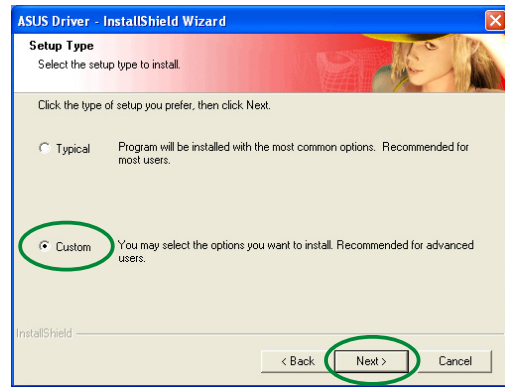 ASUS Driver - InstallShield Wizard
Setup Type
Select the setup type to install.
Click the type of setup you prefer, then click Next.
Typical
Program will be installed with the most common options. Recommended for
most users.
Custom
You may select the options you want to install. Recommended for advanced
users.
InstallShield
< Back
Next >
Cancel